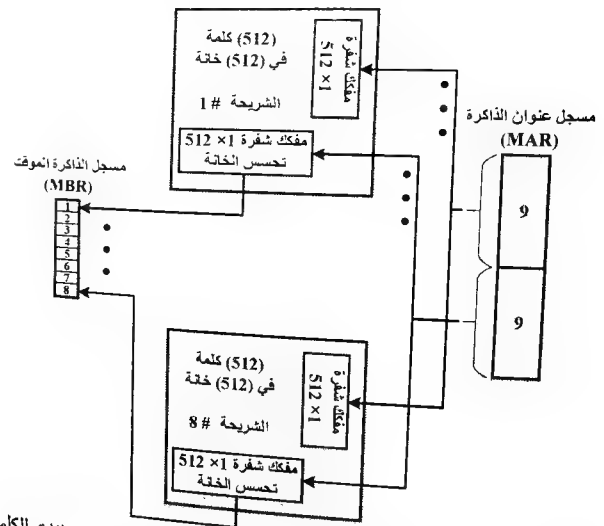 (512) كلمة
في (512) خانة
الشريحة # 1
مفكك شفرة
512 ×1
مفكك شفرة 1× 512
تحسس الخانة
مسجل عنوان الذاكرة
(MAR)
9
9
مسجل الذاكرة الموقت
(MBR)
1
2
3
4
5
6
7
8
(512) كلمة
في (512) خانة
الشريحة # 8
مفكك شفرة
512 ×1
مفكك شفرة 1× 512
تحسس الخانة